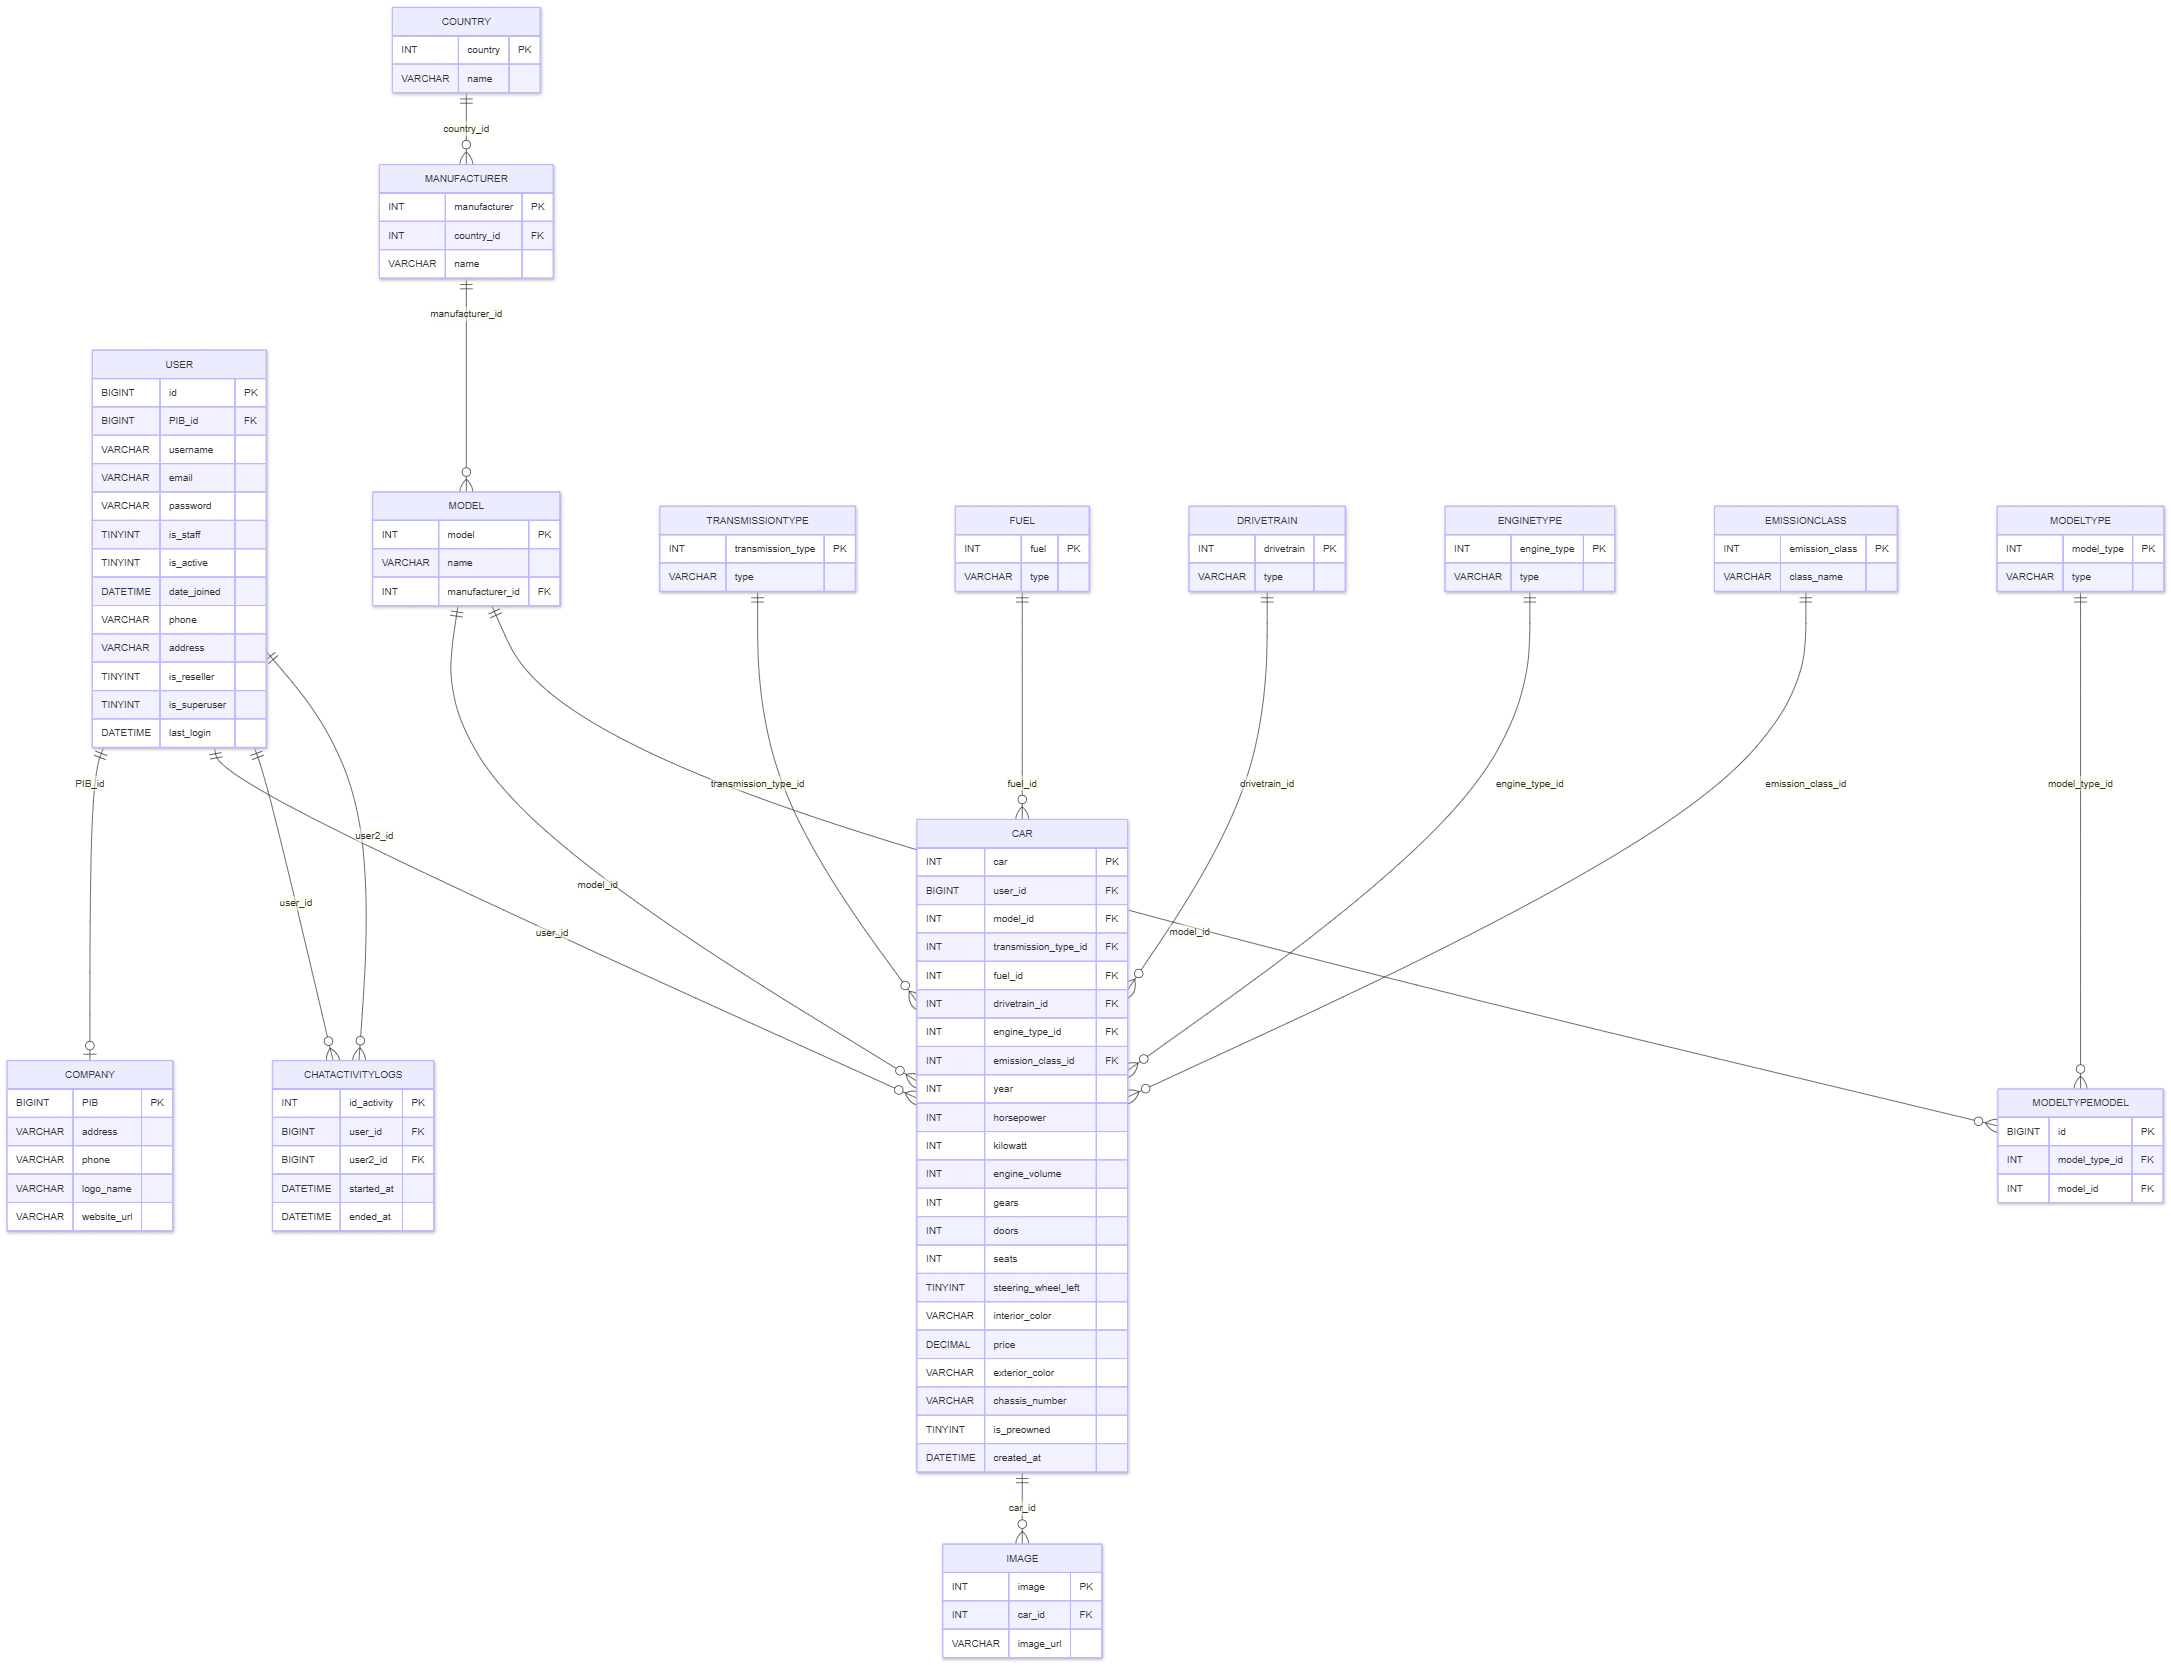 COUNTRY
INT country PK
VARCHAR name
country_id
MANUFACTURER
INT manufacturer PK
INT country_id FK
VARCHAR name
manufacturer_id
USER
BIGINT id PK
BIGINT PIB_id FK
VARCHAR username
VARCHAR email
VARCHAR password
TINYINT is_staff
TINYINT is_active
DATETIME date_joined
VARCHAR phone
VARCHAR address
TINYINT is_reseller
TINYINT is_superuser
DATETIME last_login
MODEL
INT model PK
VARCHAR name
INT manufacturer_id FK
TRANSMISSIONTYPE
INT transmission_type PK
VARCHAR type
FUEL
INT fuel PK
VARCHAR type
DRIVETRAIN
INT drivetrain PK
VARCHAR type
ENGINETYPE
INT engine_type PK
VARCHAR type
EMISSIONCLASS
INT emission_class PK
VARCHAR class_name
MODELTYPE
INT model_type PK
VARCHAR type
PIB_id
transmission_type_id
fuel_id
drivetrain_id
engine_type_id
emission_class_id
model_type_id
user2_id
model_id
user_id
user_id
model_id
CAR
INT car PK
BIGINT user_id FK
INT model_id FK
INT transmission_type_id FK
INT fuel_id FK
INT drivetrain_id FK
INT engine_type_id FK
INT emission_class_id FK
INT year
INT horsepower
INT kilowatt
INT engine_volume
INT gears
INT doors
INT seats
TINYINT steering_wheel_left
VARCHAR interior_color
DECIMAL price
VARCHAR exterior_color
VARCHAR chassis_number
TINYINT is_preowned
DATETIME created_at
COMPANY
BIGINT PIB PK
VARCHAR address
VARCHAR phone
VARCHAR logo_name
VARCHAR website_url
CHATACTIVITYLOGS
INT id_activity PK
BIGINT user_id FK
BIGINT user2_id FK
DATETIME started_at
DATETIME ended_at
MODELTYPEMODEL
BIGINT id PK
INT model_type_id FK
INT model_id FK
car_id
IMAGE
INT image PK
INT car_id FK
VARCHAR image_url